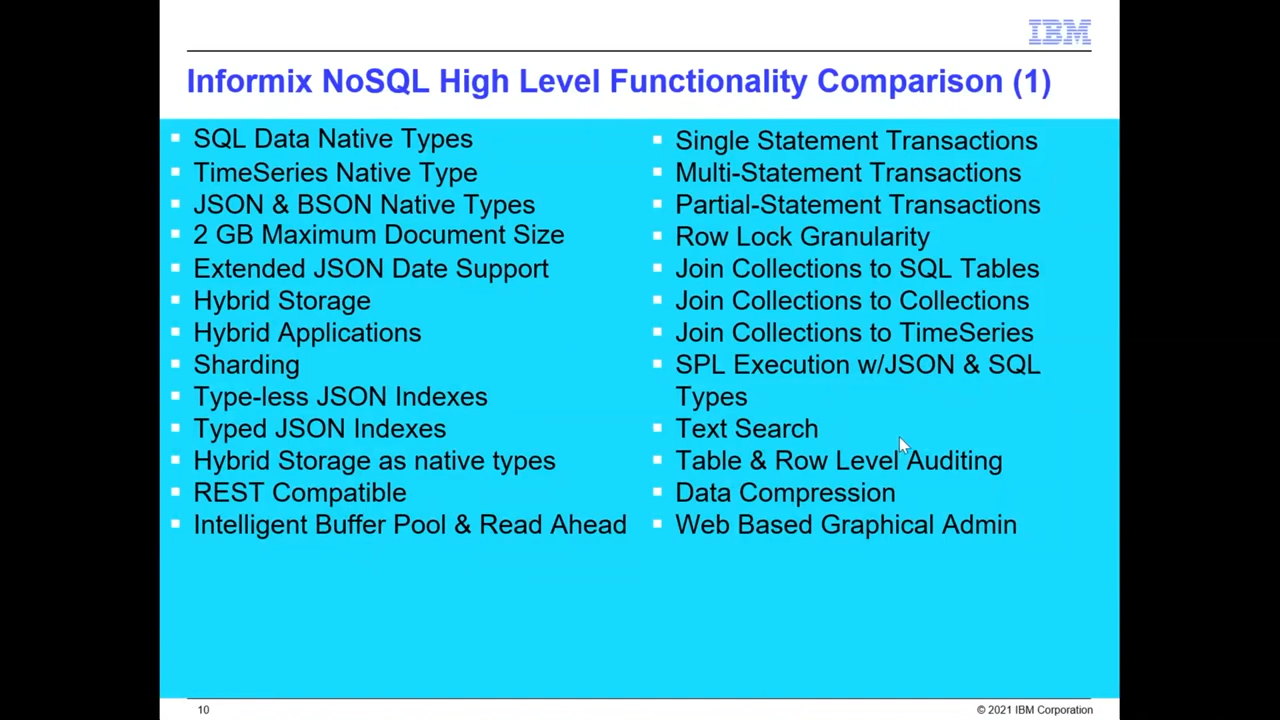 IBM
Informix NoSQL High Level Functionality Comparison (1)
SQL Data Native Types
TimeSeries Native Type
JSON & BSON Native Types
2 GB Maximum Document Size
Extended JSON Date Support
Hybrid Storage
Hybrid Applications
Sharding
Type-less JSON Indexes
Typed JSON Indexes
Hybrid Storage as native types
REST Compatible
Intelligent Buffer Pool & Read Ahead
Single Statement Transactions
Multi-Statement Transactions
Partial-Statement Transactions
Row Lock Granularity
Join Collections to SQL Tables
Join Collections to Collections
Join Collections to TimeSeries
SPL Execution w/JSON & SQL
Types
Text Search
Table & Row Level Auditing
Data Compression
Web Based Graphical Admin
10
© 2021 IBM Corporation